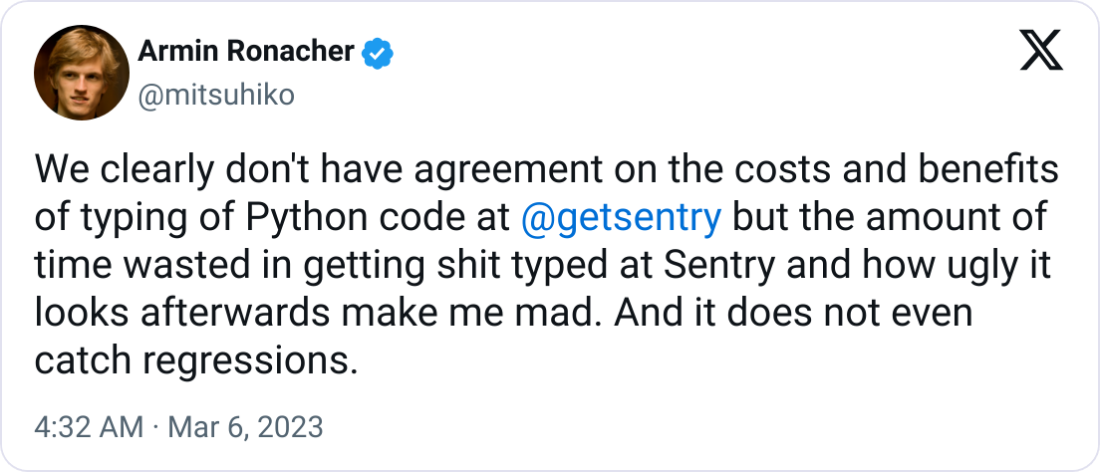 Armin Ronacher
@mitsuhiko
We clearly don't have agreement on the costs and benefits
of typing of Python code at @getsentry but the amount of
time wasted in getting shit typed at Sentry and how ugly it
looks afterwards make me mad. And it does not even
catch regressions.
4:32 AM · Mar 6, 2023